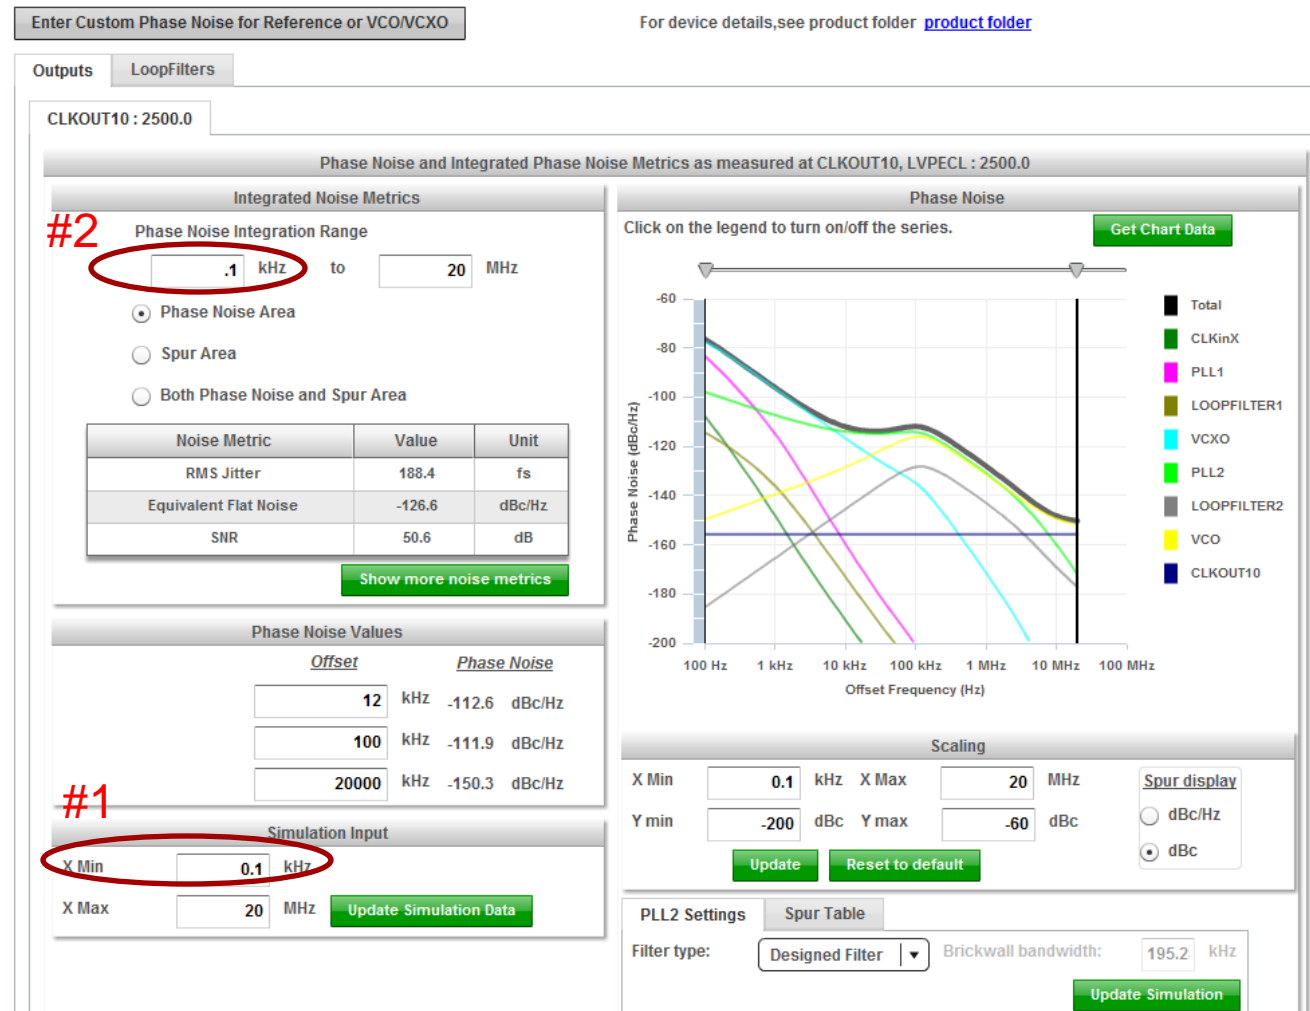 Enter Custom Phase Noise for Reference or VCO/VCXO
For device details,see product folder product folder
Outputs LoopFilters
CLKOUT10 : 2500.0
Phase Noise and Integrated Phase Noise Metrics as measured at CLKOUT10, LVPECL : 2500.0
Integrated Noise Metrics
#2
Phase Noise Integration Range
.1 kHz to 20 MHz
Phase Noise Area
Spur Area
Both Phase Noise and Spur Area
Noise Metric Value Unit
RMS Jitter 188.4 fs
Equivalent Flat Noise -126.6 dBc/Hz
SNR 50.6 dB
Show more noise metrics
Phase Noise Values
Offset Phase Noise
12 kHz -112.6 dBc/Hz
100 kHz -111.9 dBc/Hz
20000 kHz -150.3 dBc/Hz
#1
Simulation Input
X Min 0.1 kHz
X Max 20 MHz Update Simulation Data
Phase Noise
Click on the legend to turn on/off the series.
Get Chart Data
-60
-80
-100
-120
-140
-160
-180
-200
Phase Noise (dBc/Hz)
100 Hz 1 kHz 10 kHz 100 kHz 1 MHz 10 MHz 100 MHz
Offset Frequency (Hz)
Total
CLKinX
PLL1
LOOPFILTER1
VCXO
PLL2
LOOPFILTER2
VCO
CLKOUT10
Scaling
X Min 0.1 kHz X Max 20 MHz
Y min -200 dBc Y max -60 dBc
Update Reset to default
Spur display
dBc/Hz
dBc
PLL2 Settings Spur Table
Filter type: Designed Filter Brickwall bandwidth: 195.2 kHz
Update Simulation